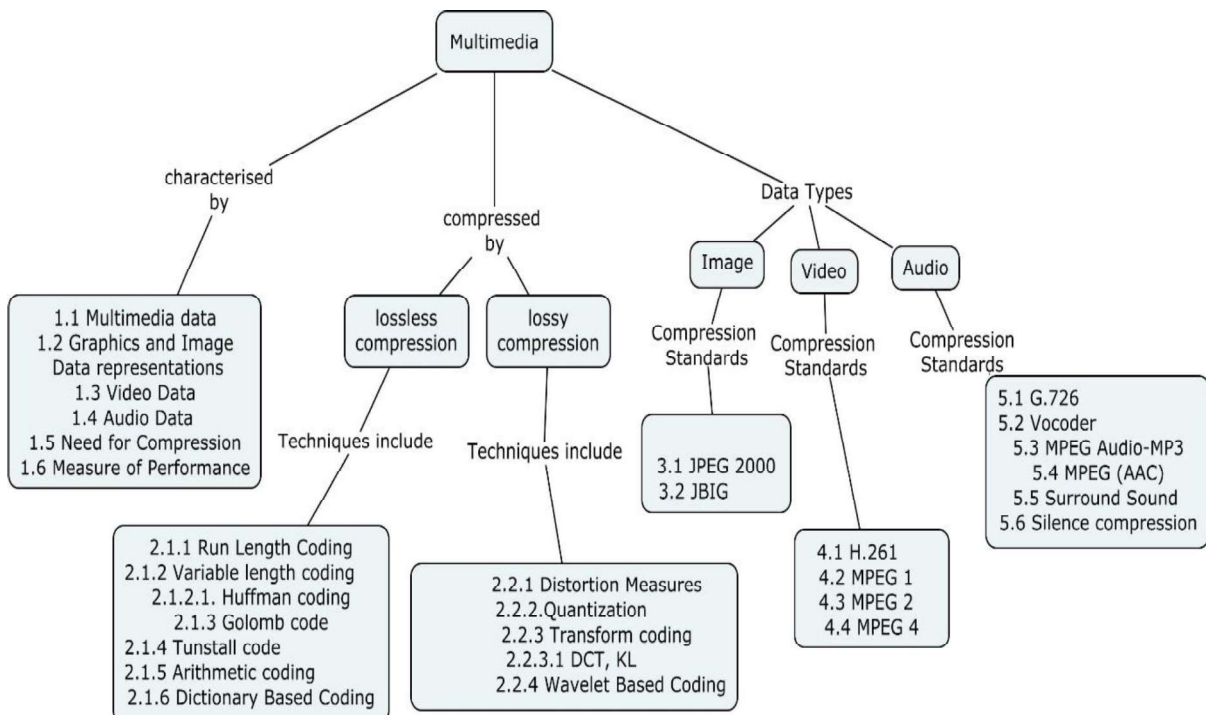 Multimedia
characterised
by
compressed
by
Data Types
Image
Video
Audio
1.1 Multimedia data
1.2 Graphics and Image
Data representations
1.3 Video Data
1.4 Audio Data
1.5 Need for Compression
1.6 Measure of Performance
lossless
compression
lossy
compression
Compression
Standards
Compression
Standards
Compression
Standards
Techniques include
Techniques include
3.1 JPEG 2000
3.2 JBIG
5.1 G.726
5.2 Vocoder
5.3 MPEG Audio-MP3
5.4 MPEG (AAC)
5.5 Surround Sound
5.6 Silence compression
2.1.1 Run Length Coding
2.1.2 Variable length coding
2.1.2.1. Huffman coding
2.1.3 Golomb code
2.1.4 Tunstall code
2.1.5 Arithmetic coding
2.1.6 Dictionary Based Coding
2.2.1 Distortion Measures
2.2.2.Quantization
2.2.3 Transform coding
2.2.3.1 DCT, KL
2.2.4 Wavelet Based Coding
4.1 H.261
4.2 MPEG 1
4.3 MPEG 2
4.4 MPEG 4